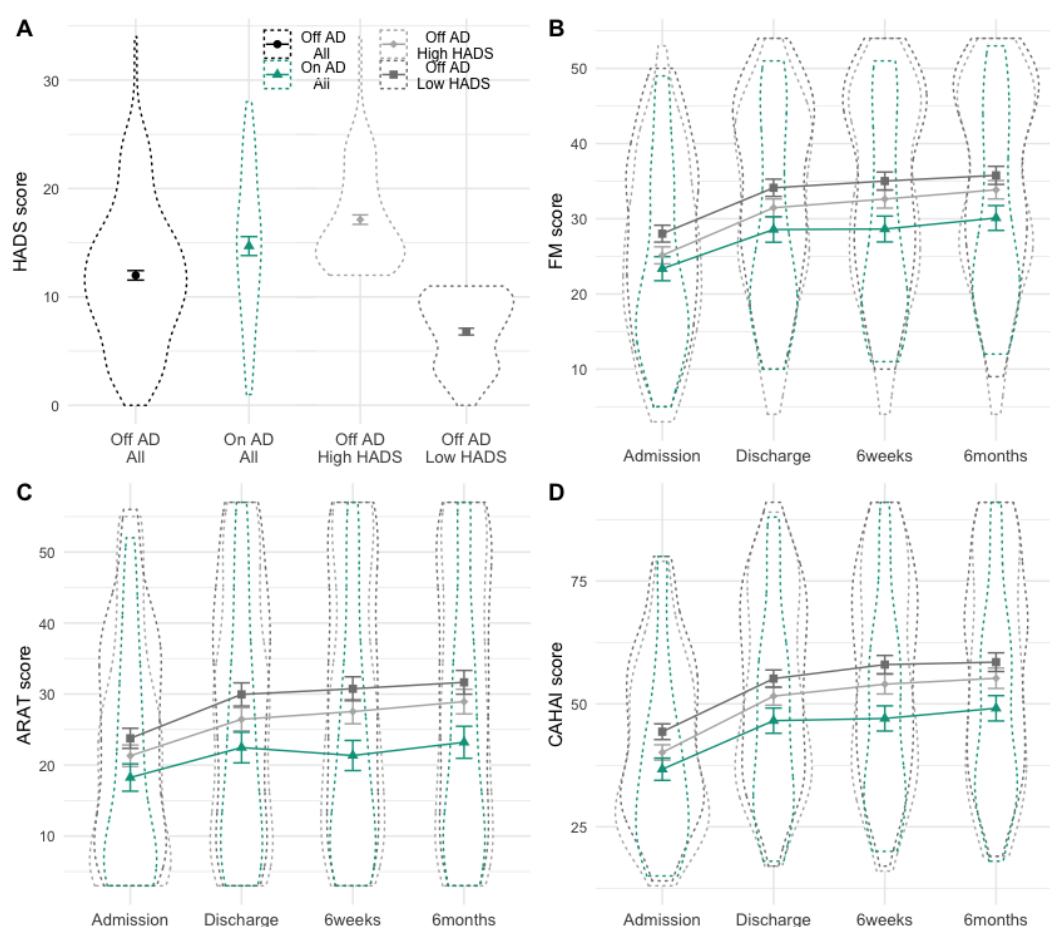 A
Off AD
All
Off AD
High HADS
On AD
All
Off AD
Low HADS
HADS score
30
20
10
0
Off AD
All
On AD
All
Off AD
High HADS
Off AD
Low HADS
B
FM score
50
40
30
20
10
Admission
Discharge
6weeks
6months
C
ARAT score
50
40
30
20
10
Admission
Discharge
6weeks
6months
D
CAHAI score
75
50
25
Admission
Discharge
6weeks
6months